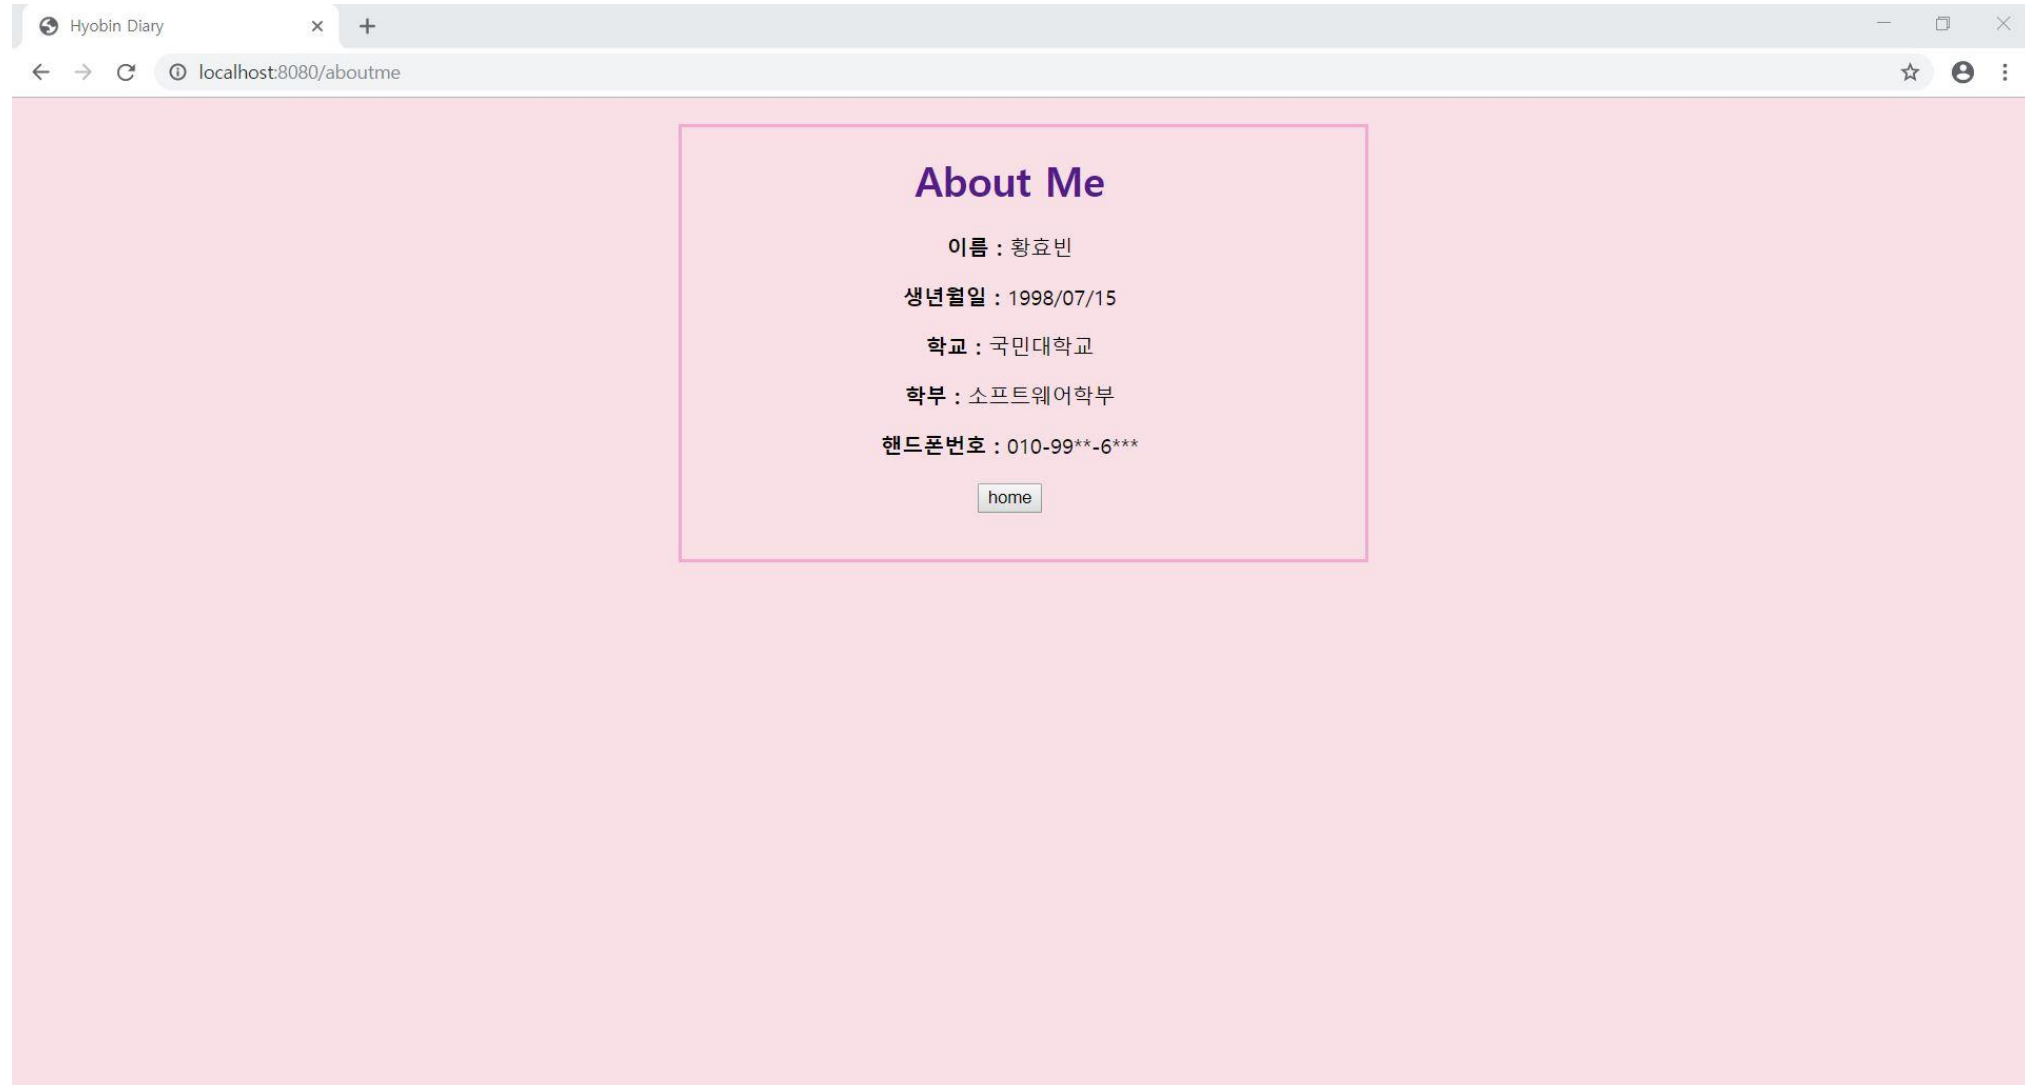 Hyobin Diary
localhost:8080/aboutme
About Me
이름 : 황효빈
생년월일 : 1998/07/15
학교 : 국민대학교
학부 : 소프트웨어학부
핸드폰번호 : 010-99**-6***
home